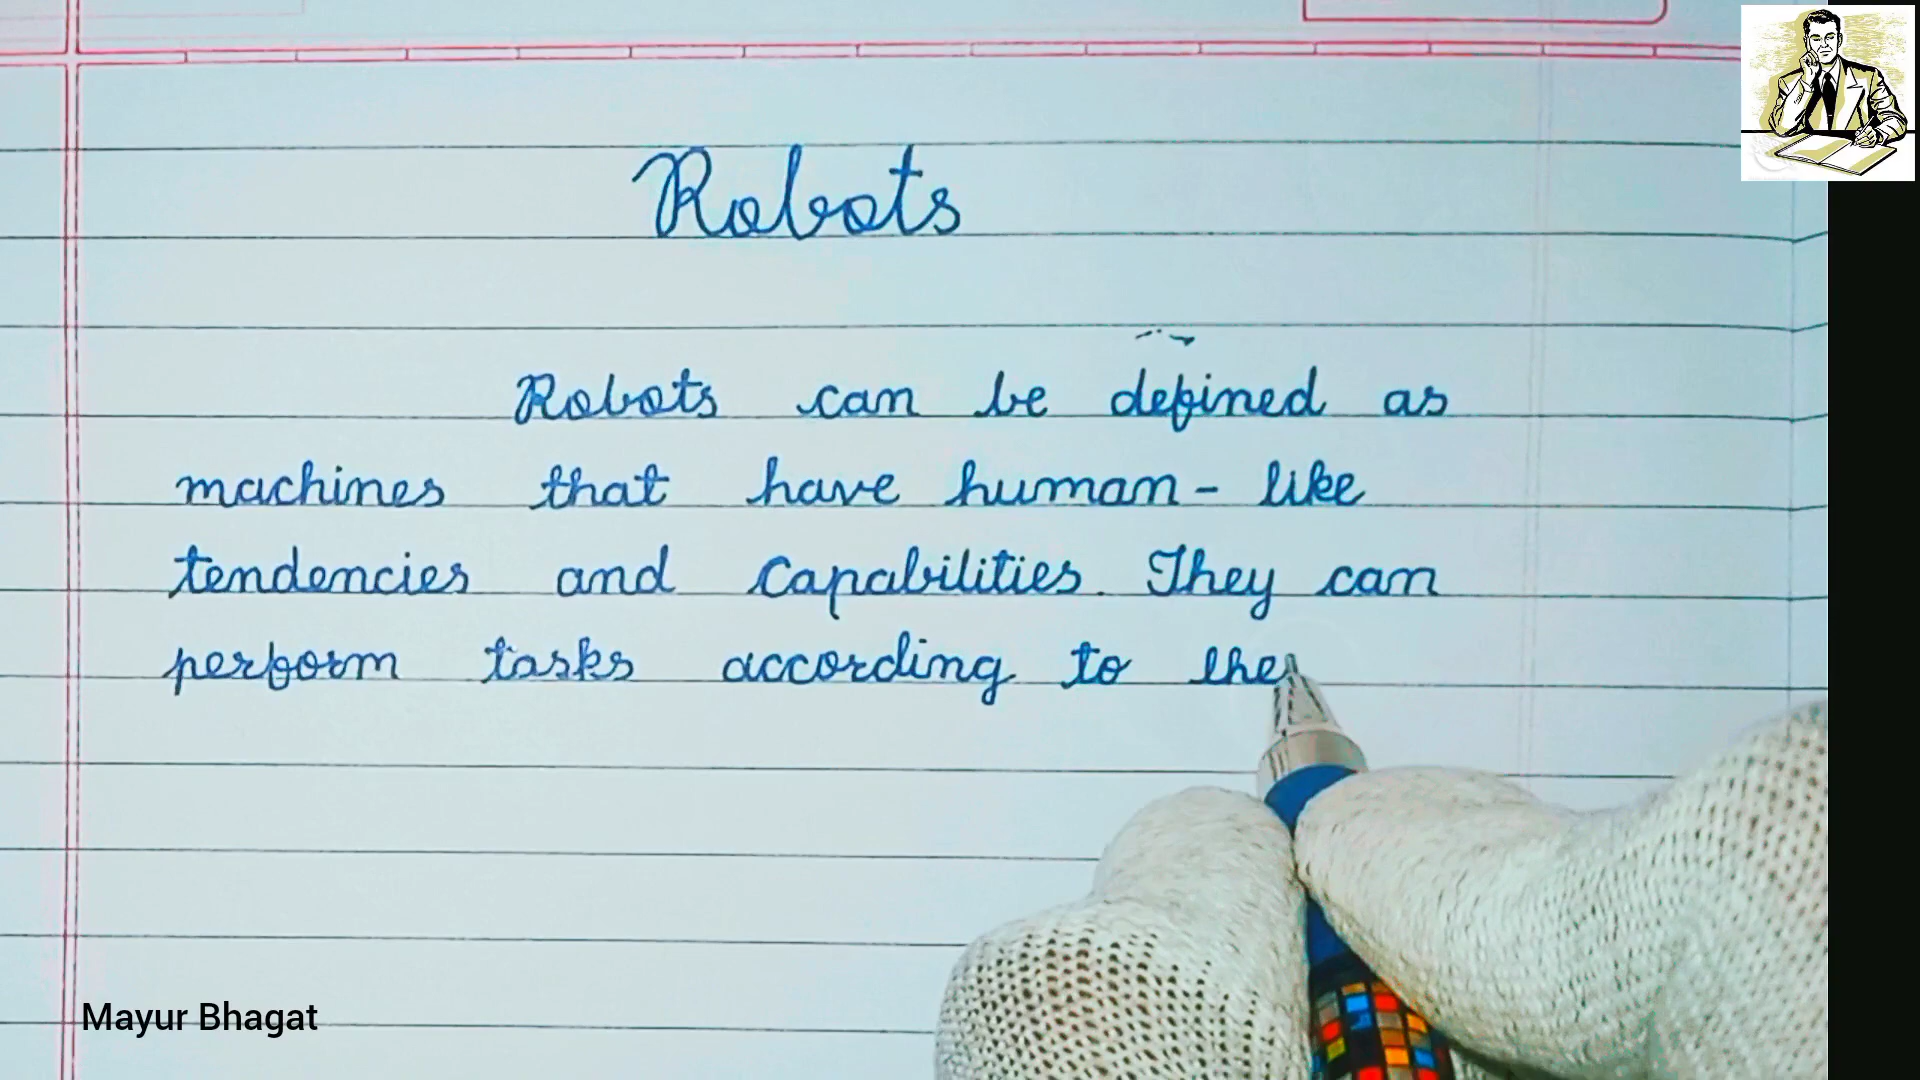 Robots
Robots can be defined as
machines that have human-like
tendencies and capabilities. They can
perform tasks according to the
Mayur Bhagat